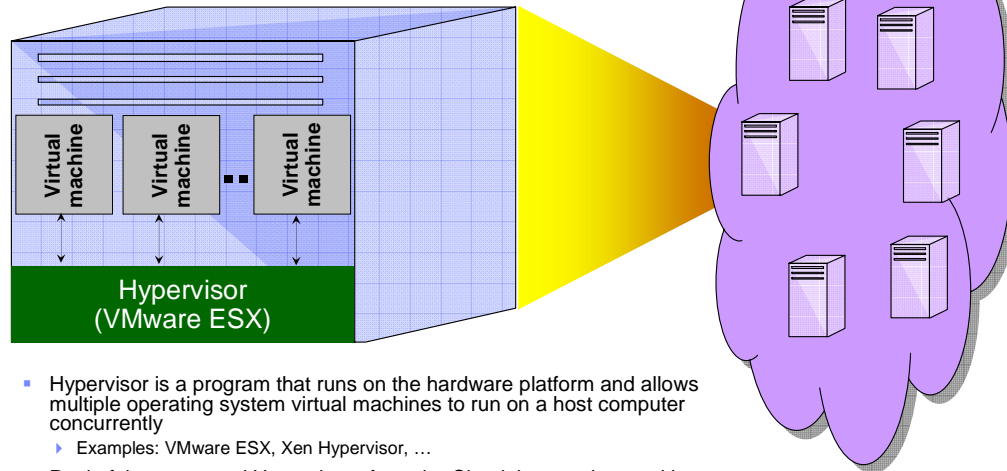 Virtual
machine
Virtual
machine
Virtual
machine
Hypervisor
(VMware ESX)
Hypervisor is a program that runs on the hardware platform and allows
multiple operating system virtual machines to run on a host computer
concurrently
Examples: VMware ESX, Xen Hypervisor, …